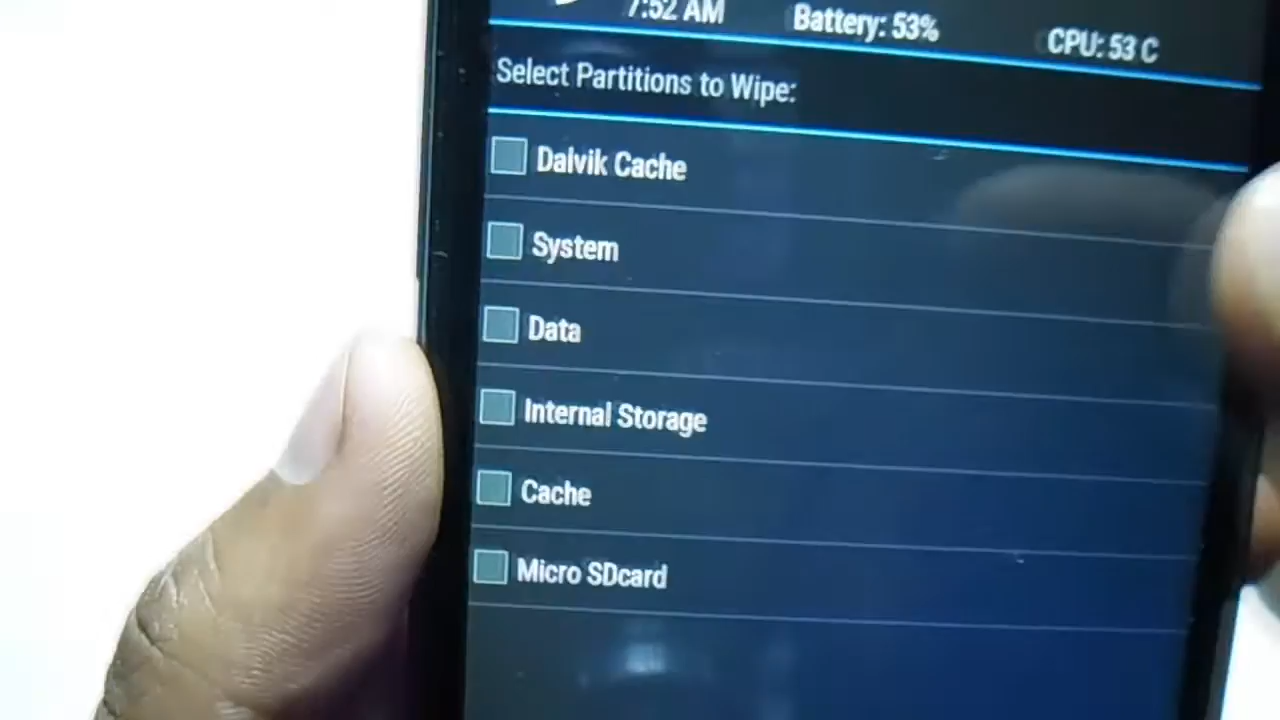 7:52 AM Battery: 53% CPU: 53 C
Select Partitions to Wipe:
Dalvik Cache
System
Data
Internal Storage
Cache
Micro SDcard